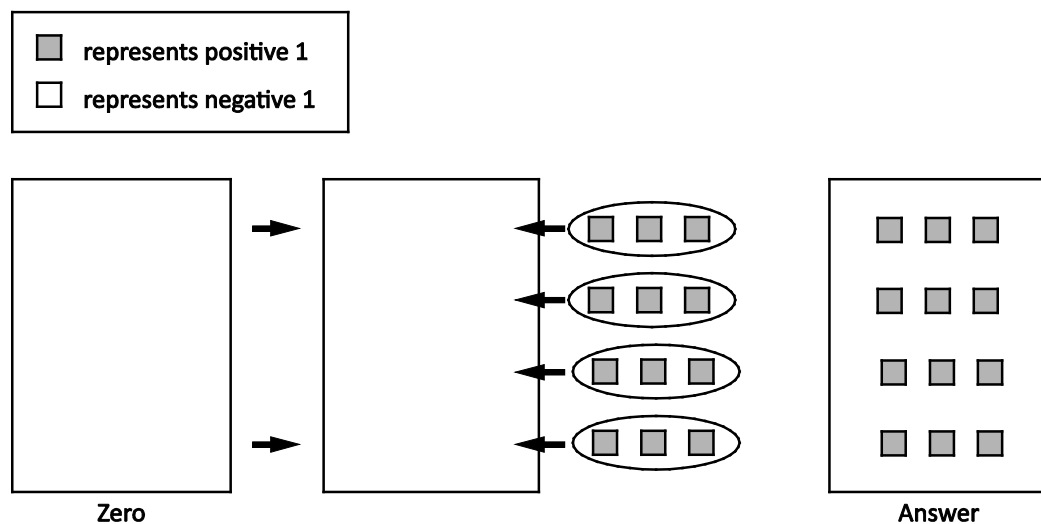 represents positive 1
represents negative 1
Zero
Answer